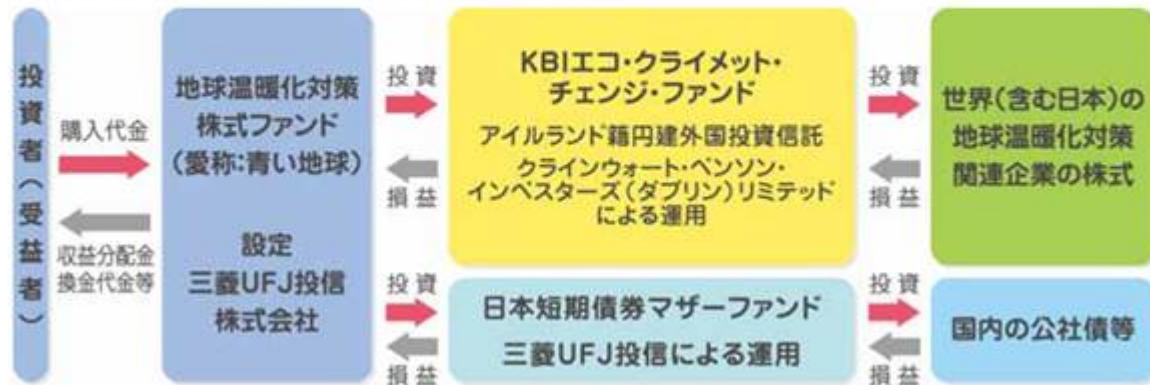 投資者(受益者)
購入代金
収益分配金
換金代金等
地球温暖化対策
株式ファンド
(愛称:青い地球)
設定
三菱UFJ投信
株式会社
投資
損益
投資
損益
KBIエコ・クライメット・
チェンジ・ファンド
アイルランド籍円建外国投資信託
クラインウォート・ベンソン・
インベスターズ(ダブリン)リミテッド
による運用
日本短期債券マザーファンド
三菱UFJ投信による運用
投資
損益
投資
損益
世界(含む日本)の
地球温暖化対策
関連企業の株式
国内の公社債等